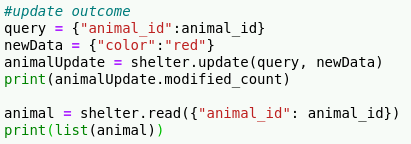 #update outcome
query = {"animal_id":animal_id}
newData = {"color":"red"}
animalUpdate = shelter.update(query, newData)
print(animalUpdate.modified_count)
animal = shelter.read({"animal_id": animal_id})
print(list(animal))